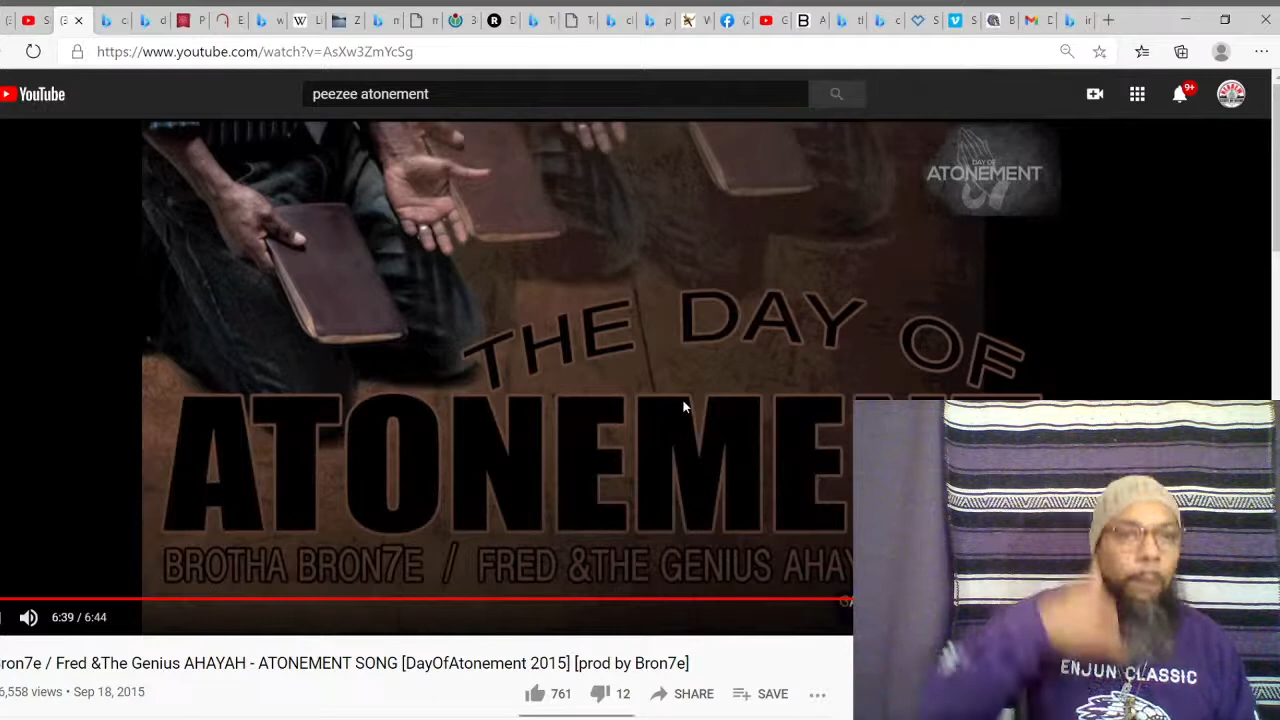 https://www.youtube.com/watch?v=AsXw3ZmYcSg
YouTube
peezee atonement
9+
DAY OF
ATONEMENT
THE DAY OF
ATONEME
BROTHA BRON7E / FRED &THE GENIUS AHAY
6:39 / 6:44
ron7e / Fred &The Genius AHAYAH - ATONEMENT SONG [DayOfAtonement 2015] [prod by Bron7e]
6,558 views • Sep 18, 2015
761
12
SHARE
SAVE
ENJUN CLASSIC